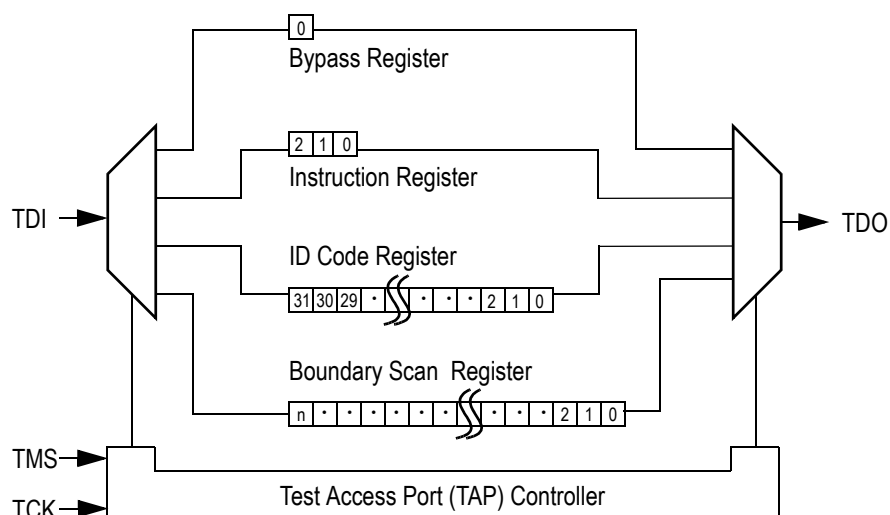 0
Bypass Register
2 1 0
Instruction Register
TDI
TDO
ID Code Register
31 30 29 · · · · 2 1 0
Boundary Scan Register
n · · · · · · · · · 2 1 0
TMS
Test Access Port (TAP) Controller
TCK